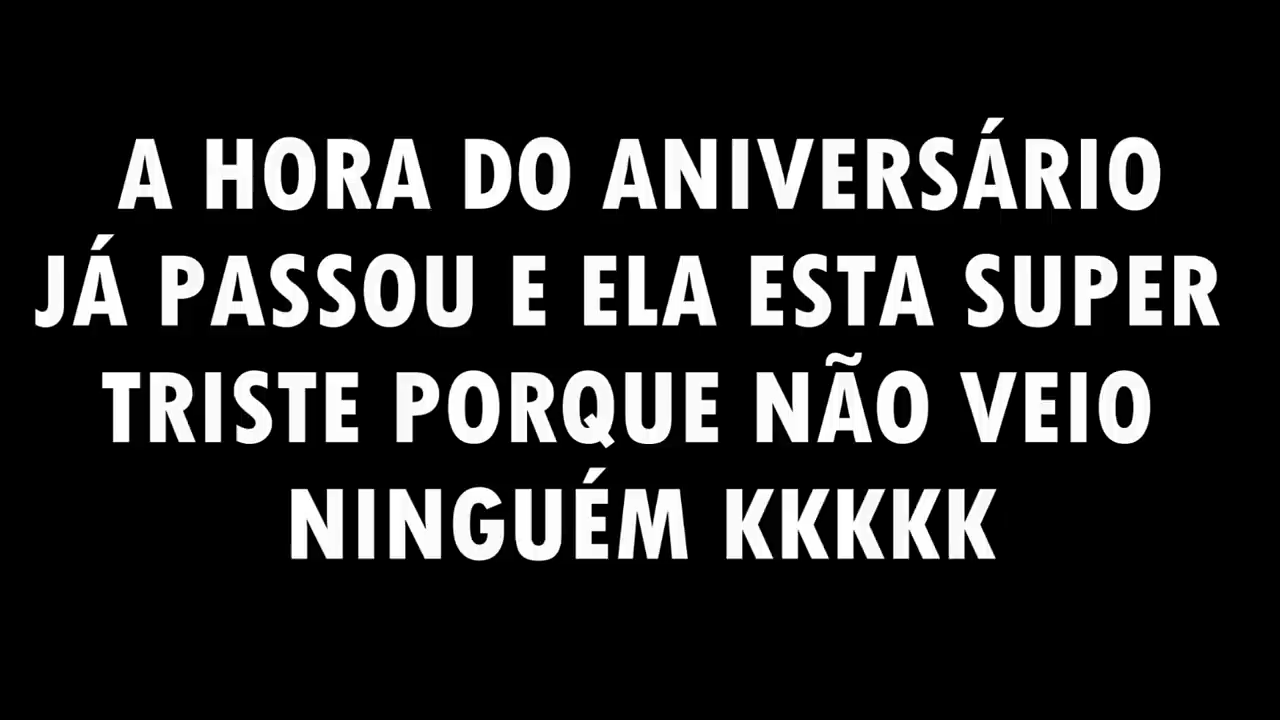 A HORA DO ANIVERSÁRIO
JÁ PASSOU E ELA ESTA SUPER
TRISTE PORQUE NÃO VEIO
NINGUÉM KKKKK